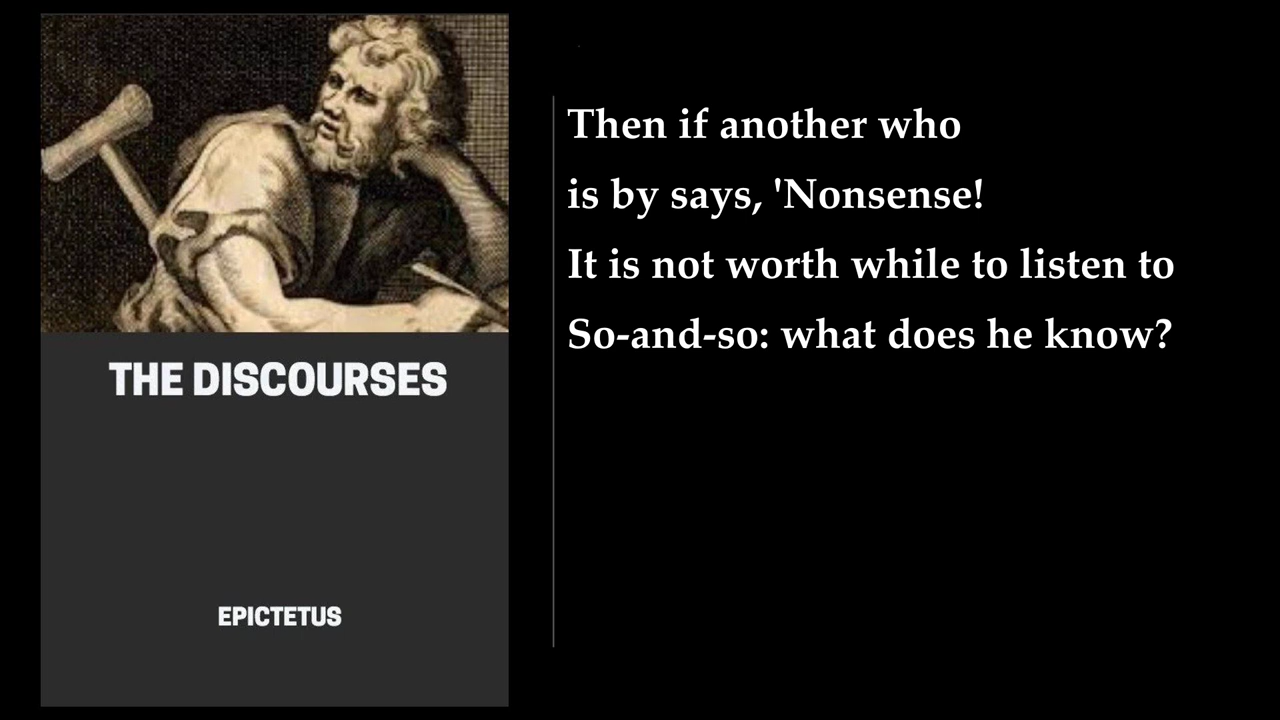 THE DISCOURSES
EPICTETUS
Then if another who
is by says, 'Nonsense!
It is not worth while to listen to
So-and-so: what does he know?